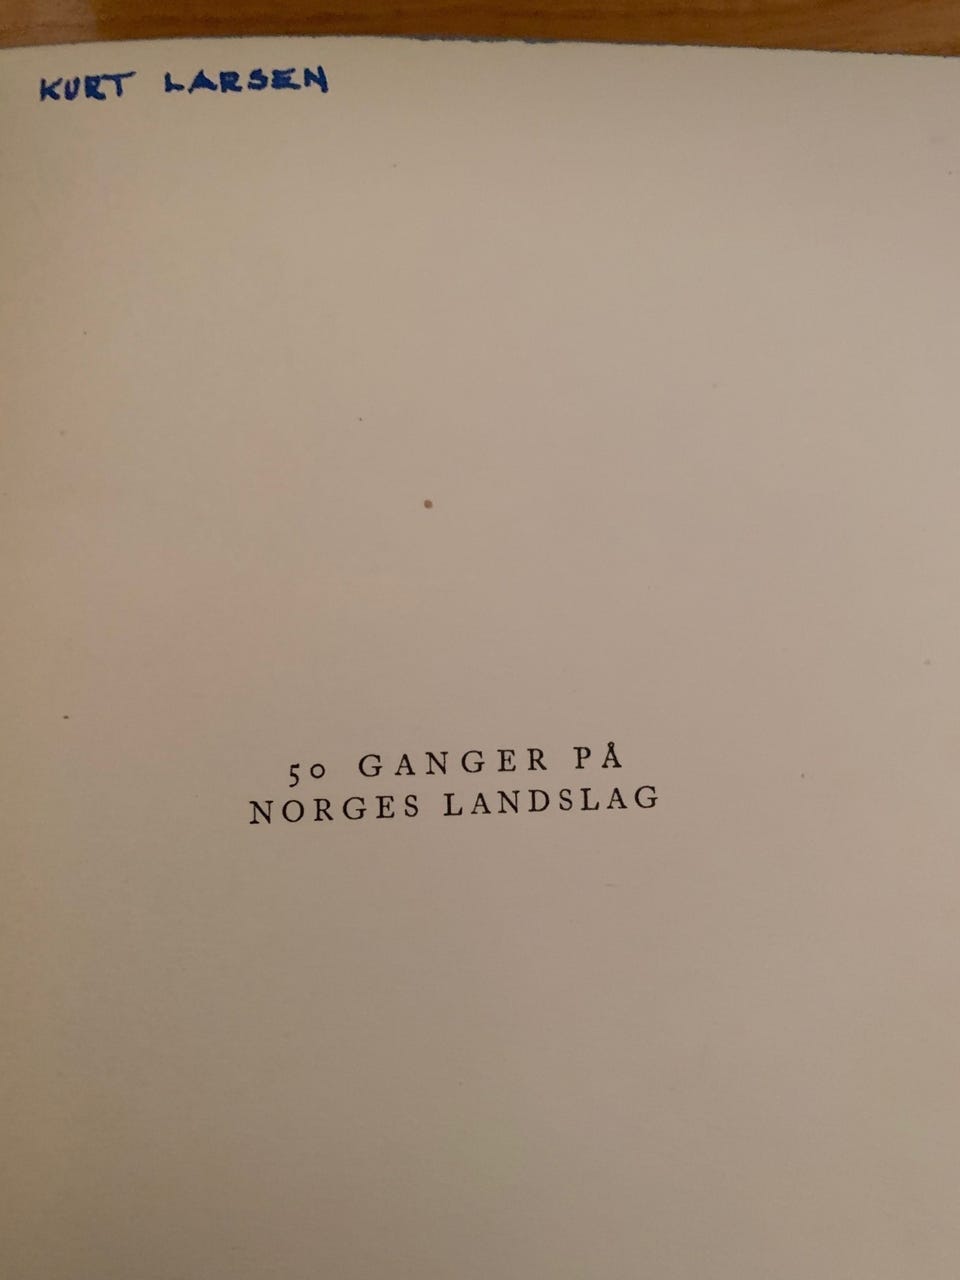 KURT LARSEN
50 GANGER PÅ
NORGES LANDSLAG